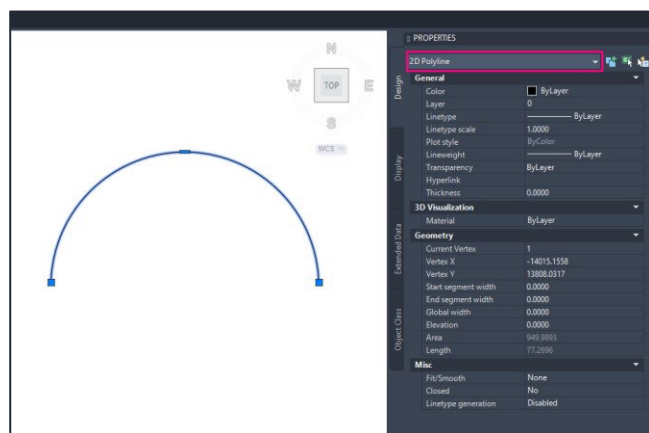 PROPERTIES
2D Polyline
General
Color ByLayer
Layer 0
Linetype ByLayer
Linetype scale 1.0000
Plot style ByColor
Lineweight ByLayer
Transparency ByLayer
Hyperlink
Thickness 0.0000
3D Visualization
Material ByLayer
Geometry
Current Vertex 1
Vertex X -14015.1558
Vertex Y 13808.0317
Start segment width 0.0000
End segment width 0.0000
Global width 0.0000
Elevation 0.0000
Area 949.9893
Length 77.2696
Misc
Fit/Smooth None
Closed No
Linetype generation Disabled
Design
Display
Extended Data
Object Class
N
W TOP E
S
WCS